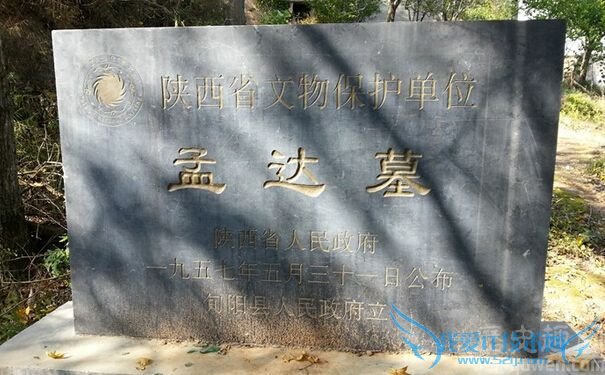 陕西省文物保护单位
孟达墓
陕西省人民政府
一九五七年五月三十一日公布
旬阳县人民政府立